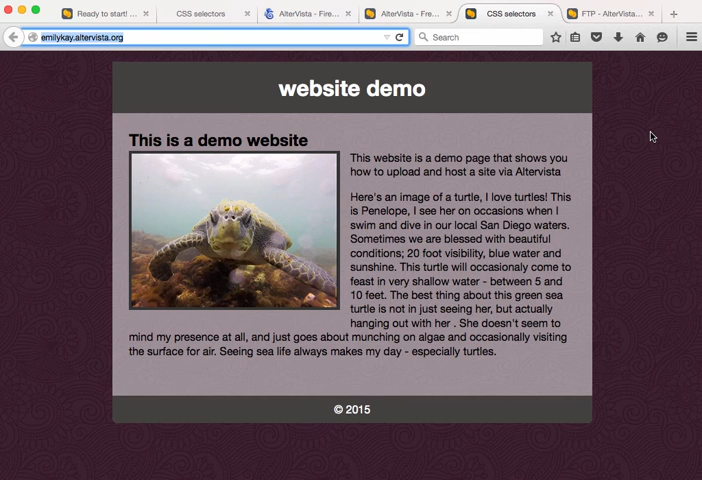 Ready to start! ...
CSS selectors
AlterVista - Fire...
AlterVista - Fre...
CSS selectors
FTP - AlterVista...
emilykay.altervista.org
Search
website demo
This is a demo website
This website is a demo page that shows you
how to upload and host a site via Altervista
Here's an image of a turtle, I love turtles! This
is Penelope, I see her on occasions when I
swim and dive in our local San Diego waters.
Sometimes we are blessed with beautiful
conditions; 20 foot visibility, blue water and
sunshine. This turtle will occasionaly come to
feast in very shallow water - between 5 and
10 feet. The best thing about this green sea
turtle is not in just seeing her, but actually
hanging out with her . She doesn't seem to
mind my presence at all, and just goes about munching on algae and occasionally visiting
the surface for air. Seeing sea life always makes my day - especially turtles.
© 2015